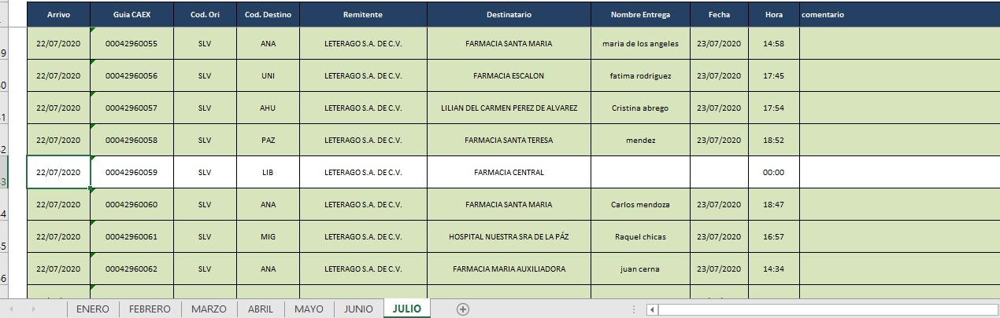 Arrivo Guia CAEX Cod. Ori Cod. Destino Remitente Destinatario Nombre Entrega Fecha Hora comentario
9 22/07/2020 00042960055 SLV ANA LETERAGO S.A. DE C.V. FARMACIA SANTA MARIA maria de los angeles 23/07/2020 14:58
0 22/07/2020 00042960056 SLV UNI LETERAGO S.A. DE C.V. FARMACIA ESCALON fatima rodriguez 23/07/2020 17:45
1 22/07/2020 00042960057 SLV AHU LETERAGO S.A. DE C.V. LILIAN DEL CARMEN PEREZ DE ALVAREZ Cristina abrego 23/07/2020 17:54
2 22/07/2020 00042960058 SLV PAZ LETERAGO S.A. DE C.V. FARMACIA SANTA TERESA mendez 23/07/2020 18:52
3 22/07/2020 00042960059 SLV LIB LETERAGO S.A. DE C.V. FARMACIA CENTRAL 00:00
4 22/07/2020 00042960060 SLV ANA LETERAGO S.A. DE C.V. FARMACIA SANTA MARIA Carlos mendoza 23/07/2020 18:47
5 22/07/2020 00042960061 SLV MIG LETERAGO S.A. DE C.V. HOSPITAL NUESTRA SRA DE LA PÁZ Raquel chicas 23/07/2020 16:57
6 22/07/2020 00042960062 SLV ANA LETERAGO S.A. DE C.V. FARMACIA MARIA AUXILIADORA juan cerna 23/07/2020 14:34
ENERO FEBRERO MARZO ABRIL MAYO JUNIO JULIO